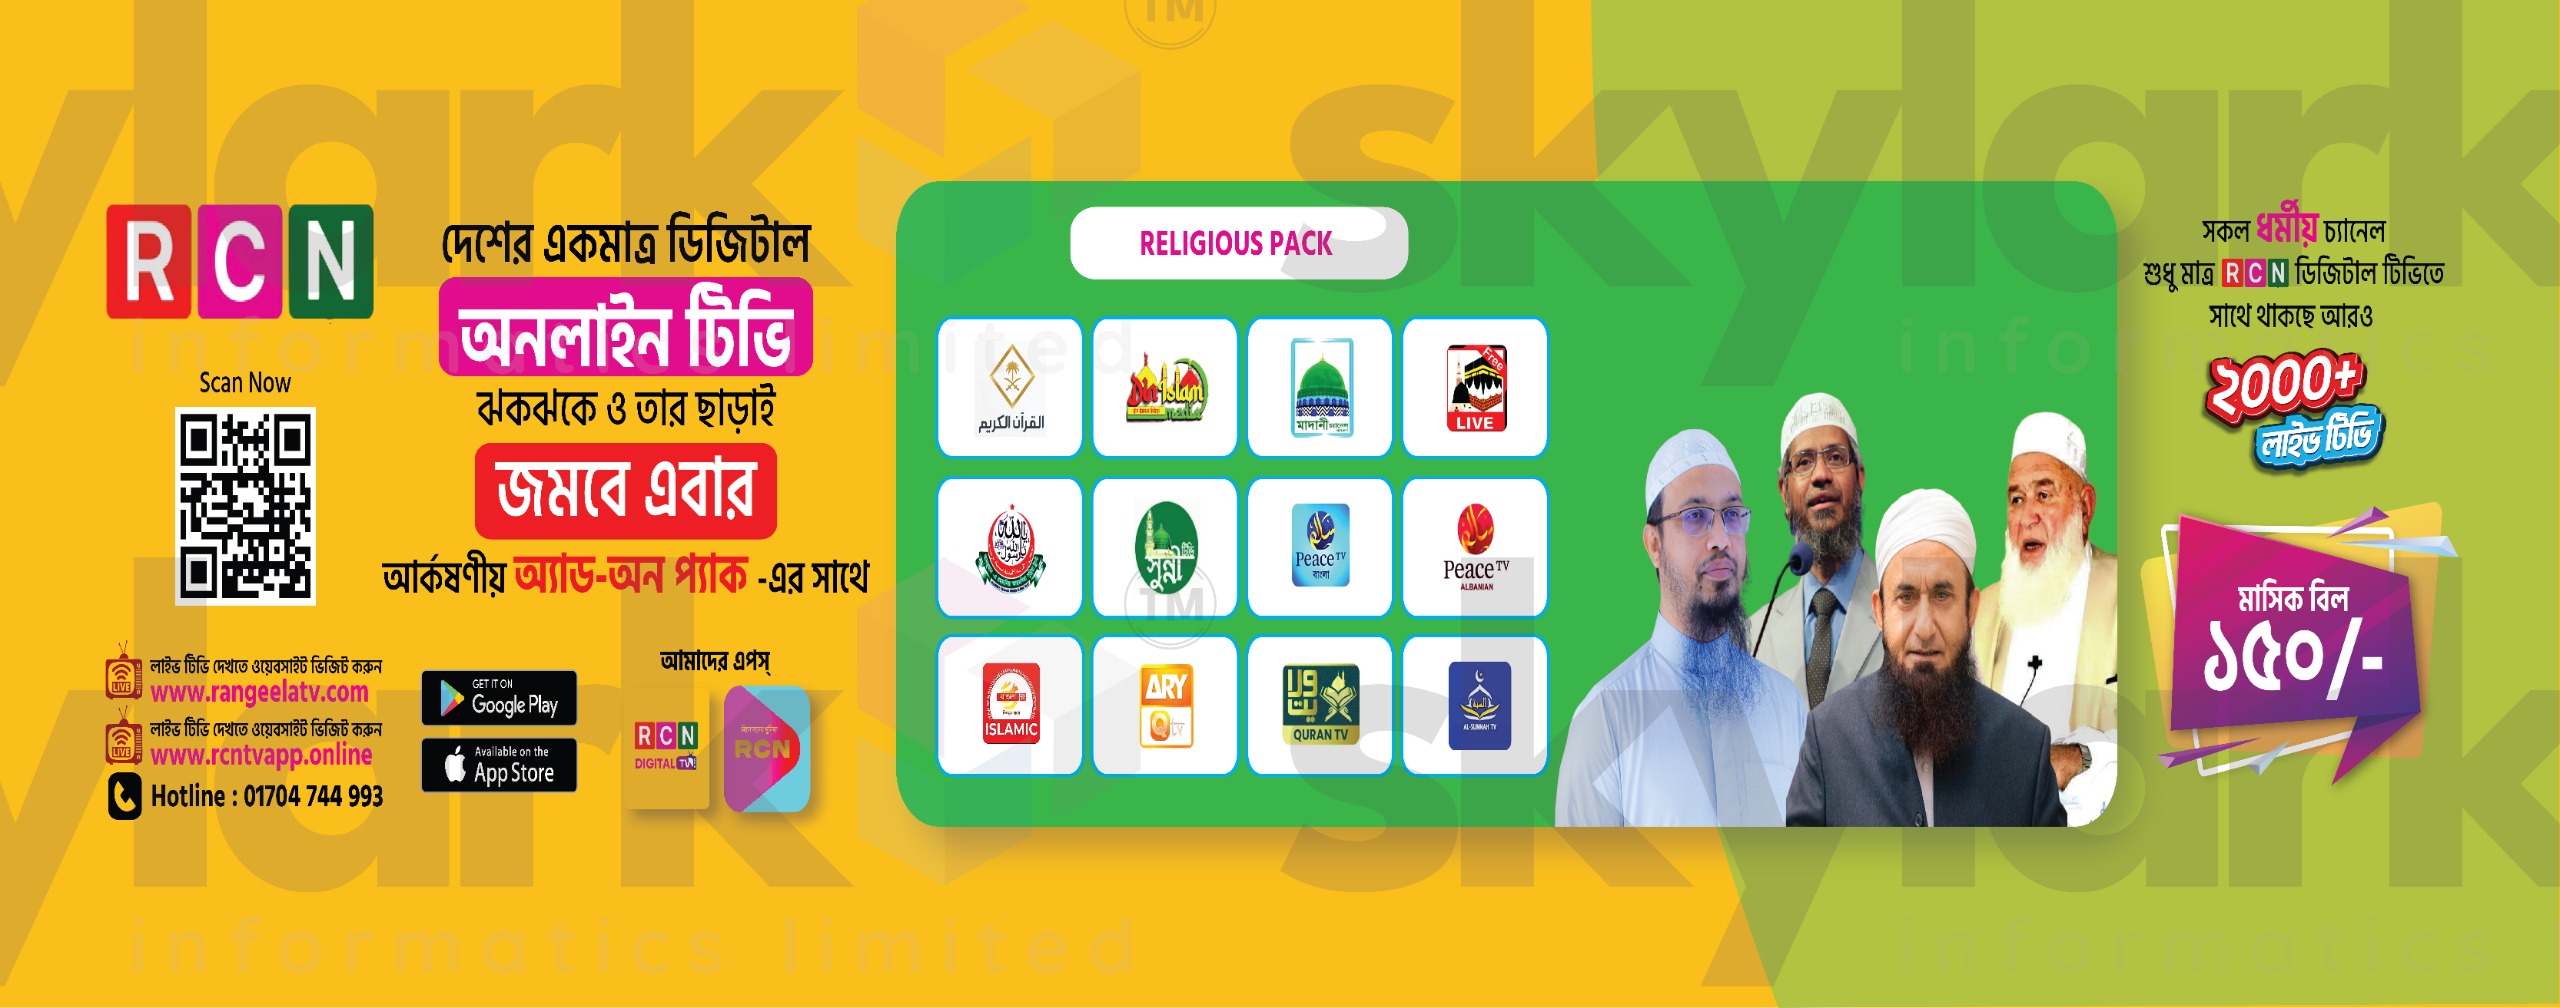 RCN
Scan Now
দেশের একমাত্র ডিজিটাল
অনলাইন টিভি
ঝকঝকে ও তার ছাড়াই
জমবে এবার
আর্কষণীয় অ্যাড-অন প্যাক -এর সাথে
লাইভ টিভি দেখতে ওয়েবসাইট ভিজিট করুন
www.rangeelatv.com
লাইভ টিভি দেখতে ওয়েবসাইট ভিজিট করুন
www.rcntvapp.online
Hotline : 01704 744 993
GET IT ON
Google Play
Available on the
App Store
আমাদের এপস্
RCN
DIGITAL TV
RCN
RELIGIOUS PACK
القرآن الكريم
Din Islam
media
মাদানী চ্যানেল
Free
LIVE
সুন্নী টিভি
Peace TV
বাংলা
Peace TV
ALBANIAN
ISLAMIC
ARY
Qtv
QURAN TV
AL-SUNNAH TV
সকল ধর্মীয় চ্যানেল
শুধু মাত্র RCN ডিজিটাল টিভিতে
সাথে থাকছে আরও
২০০০+
লাইভ টিভি
মাসিক বিল
১৫০/-
skylark
informatics limited
TM